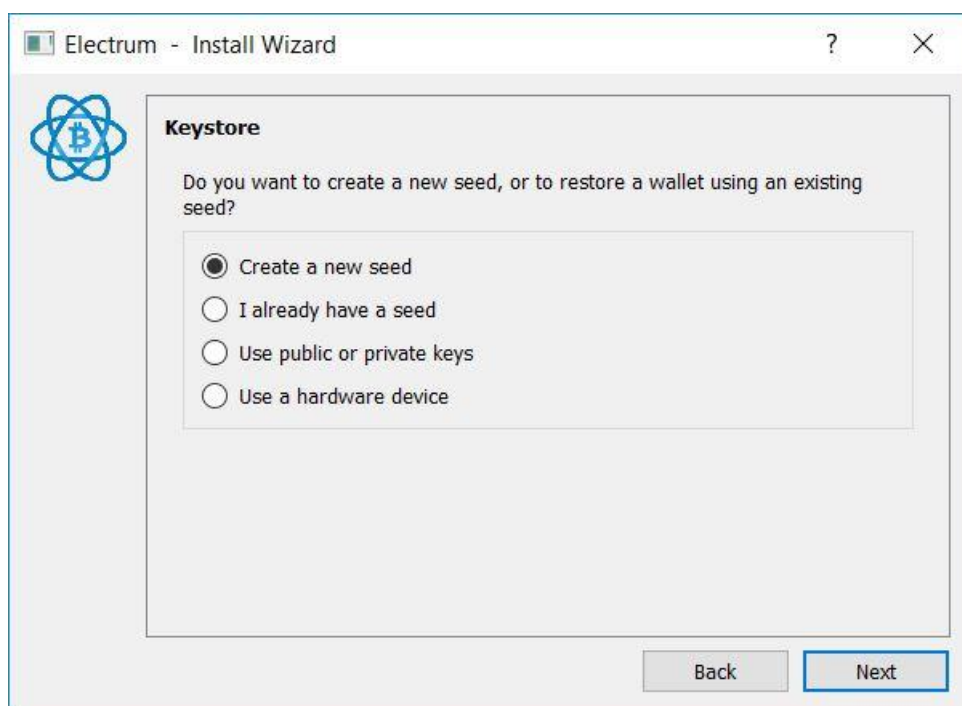 Electrum - Install Wizard
?
Keystore
Do you want to create a new seed, or to restore a wallet using an existing
seed?
Create a new seed
I already have a seed
Use public or private keys
Use a hardware device
Back
Next